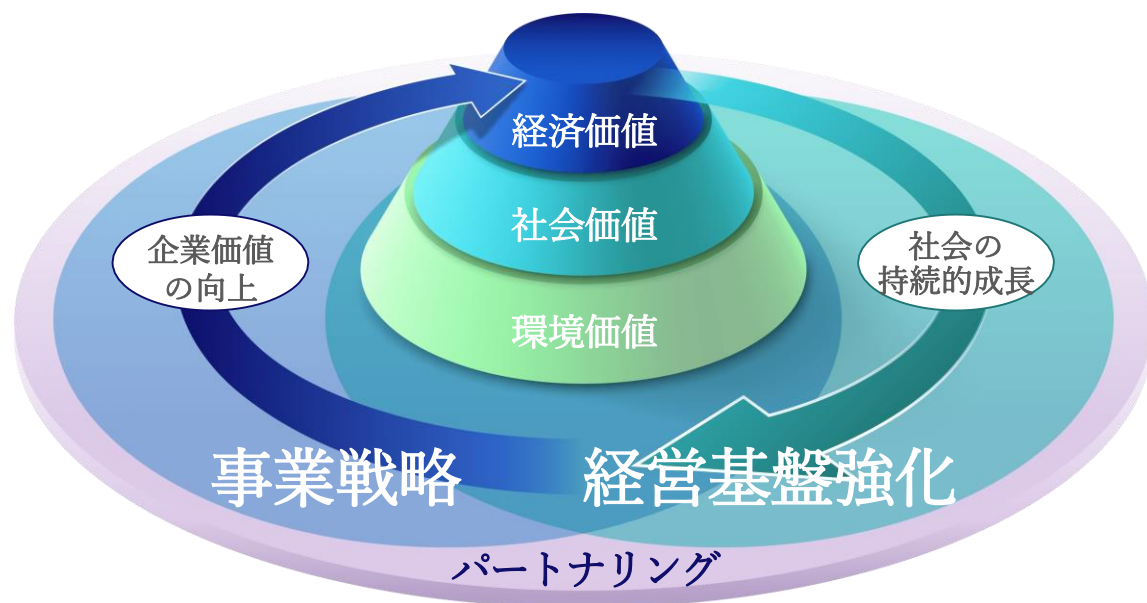 経済価値
社会価値
環境価値
企業価値
の向上
社会の
持続的成長
事業戦略
経営基盤強化
パートナリング